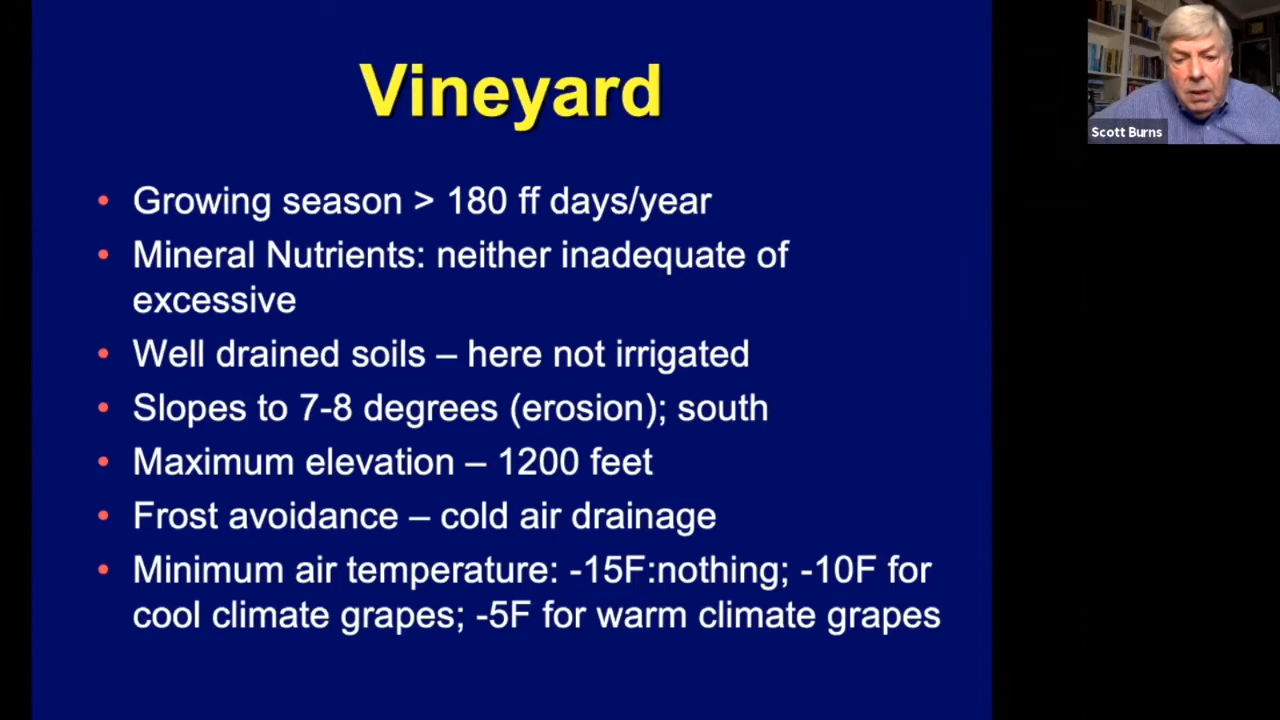 Vineyard
• Growing season > 180 ff days/year
• Mineral Nutrients: neither inadequate of
excessive
• Well drained soils – here not irrigated
• Slopes to 7-8 degrees (erosion); south
• Maximum elevation – 1200 feet
• Frost avoidance – cold air drainage
• Minimum air temperature: -15F:nothing; -10F for
cool climate grapes; -5F for warm climate grapes
Scott Burns